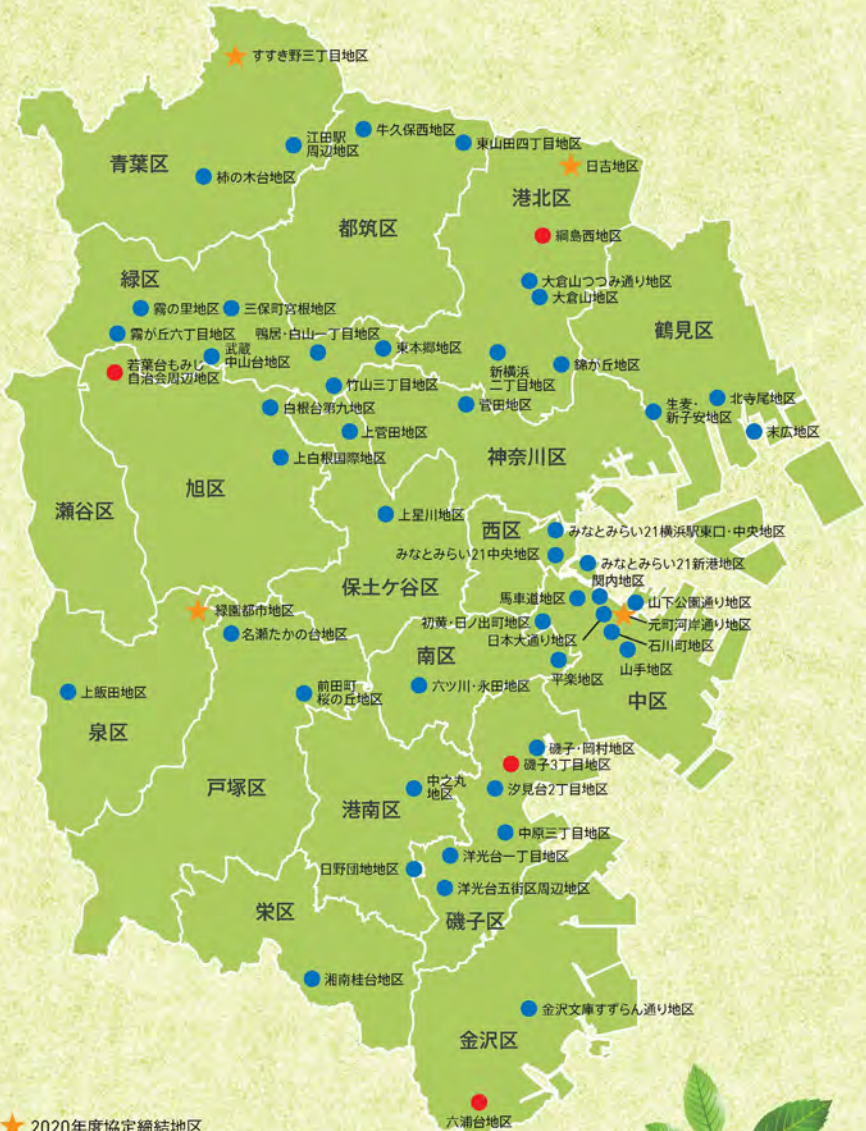 すすき野三丁目地区
牛久保西地区
江田駅
周辺地区
東山田四丁目地区
青葉区
柿の木台地区
日吉地区
港北区
都筑区
綱島西地区
緑区
大倉山つつみ通り地区
大倉山地区
霧の里地区
三保町宮根地区
鶴見区
霧が丘六丁目地区
鴨居・白山一丁目地区
武蔵
中山台地区
東本郷地区
新横浜
二丁目地区
錦が丘地区
若葉台もみじ
自治会周辺地区
竹山三丁目地区
菅田地区
北寺尾地区
生麦・
新子安地区
白根台第九地区
上菅田地区
末広地区
上白根国際地区
神奈川区
旭区
瀬谷区
上星川地区
西区
みなとみらい21横浜駅東口・中央地区
みなとみらい21中央地区
みなとみらい21新港地区
保土ケ谷区
関内地区
馬車道地区
山下公園通り地区
緑園都市地区
初黄・日ノ出町地区
元町河岸通り地区
名瀬たかの台地区
日本大通り地区
石川町地区
南区
山手地区
平楽地区
上飯田地区
前田町
桜の丘地区
六ツ川・永田地区
中区
泉区
磯子・岡村地区
磯子3丁目地区
戸塚区
中之丸
地区
汐見台2丁目地区
港南区
中原三丁目地区
洋光台一丁目地区
日野団地地区
洋光台五街区周辺地区
栄区
磯子区
湘南桂台地区
金沢文庫すずらん通り地区
金沢区
六浦台地区
2020年度協定締結地区